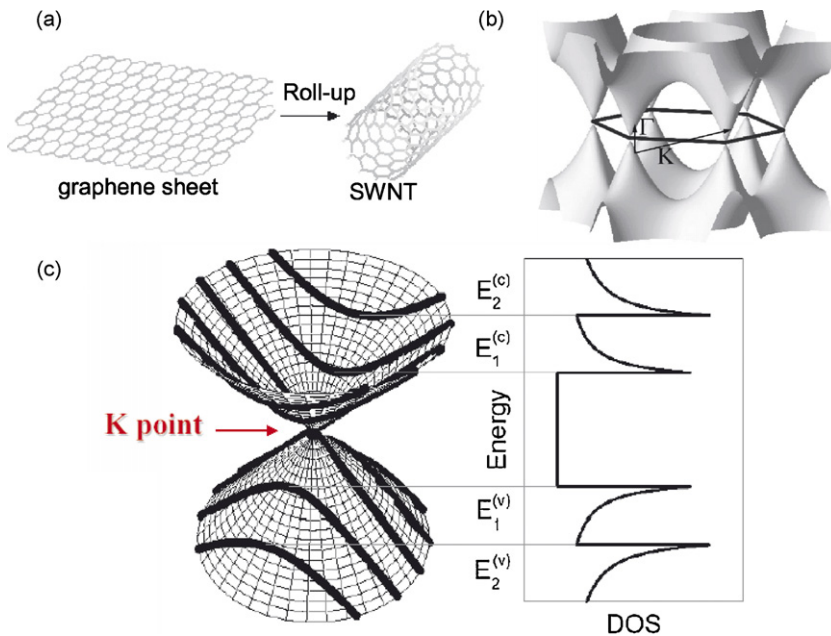 (a)
Roll-up
graphene sheet
SWNT
(b)
Γ
K
(c)
K point
E₂⁽ᶜ⁾
E₁⁽ᶜ⁾
Energy
E₁⁽ᵛ⁾
E₂⁽ᵛ⁾
DOS